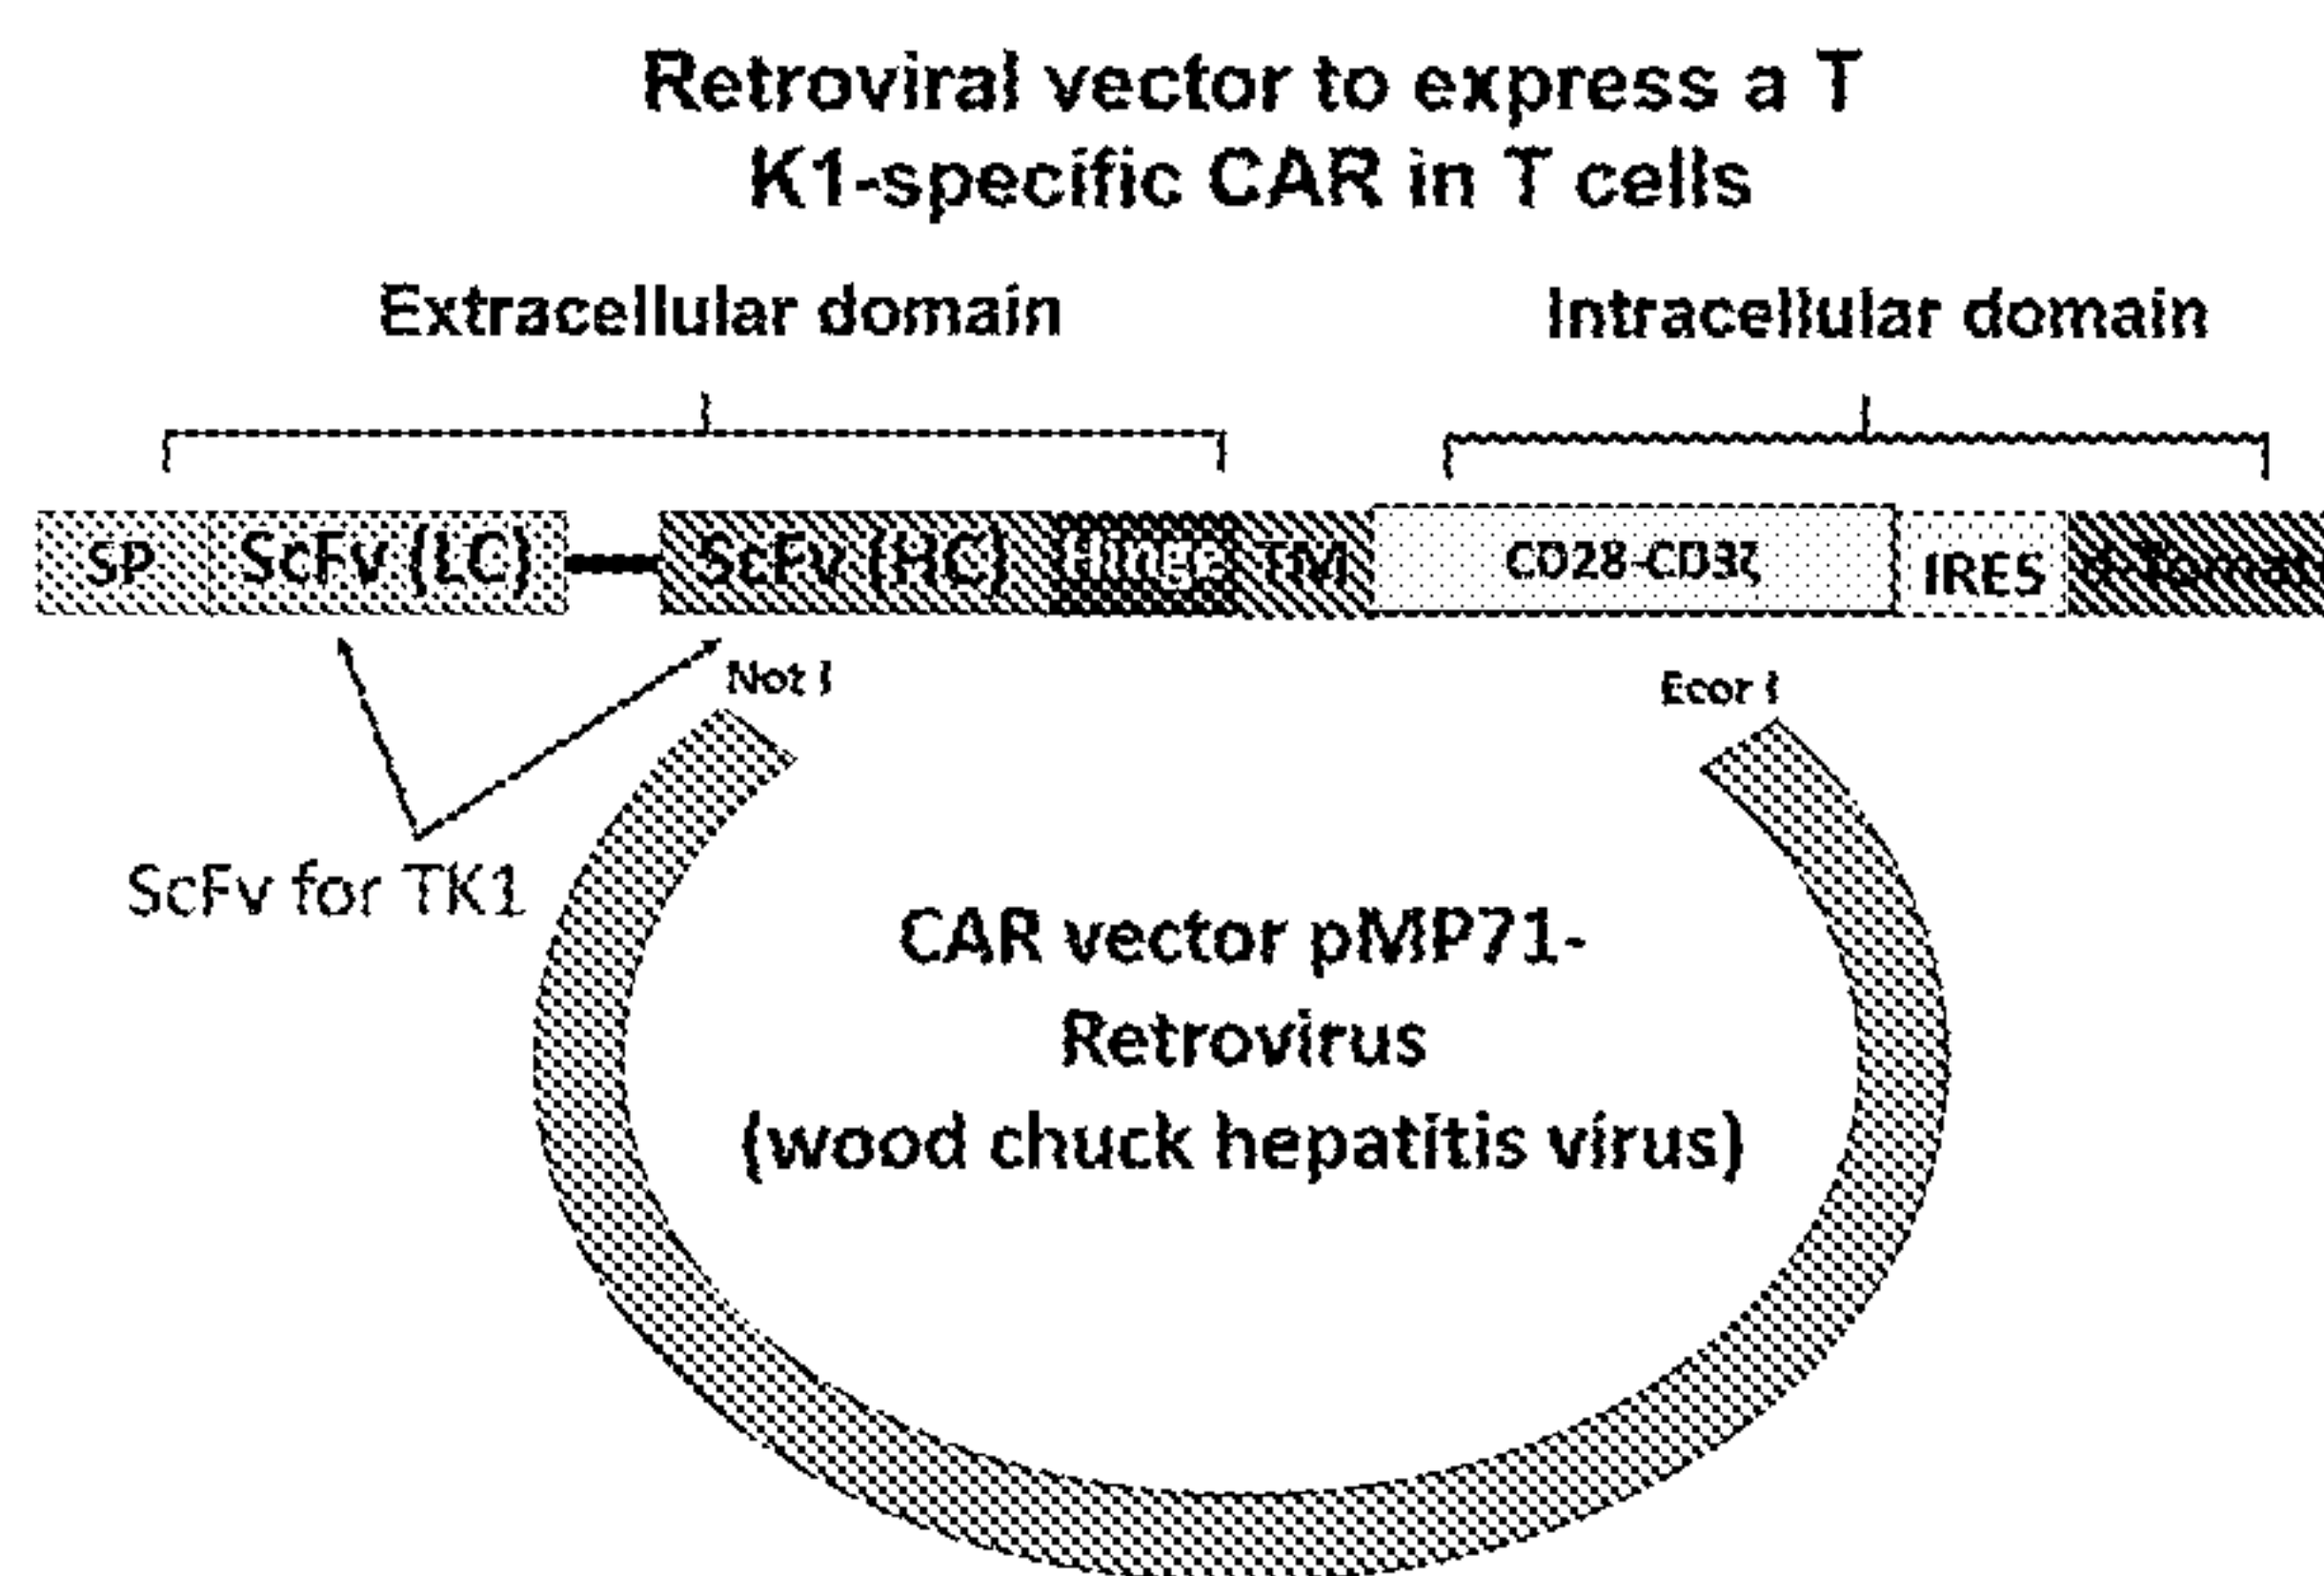 Retroviral vector to express a T
K1-specific CAR in T cells
Extracellular domain
Intracellular domain
SP
ScFv (LC)
ScFv (HC)
Hinge
TM
CD28-CD3ζ
IRES
Not I
Ecor I
ScFv for TK1
CAR vector pMP71-
Retrovirus
(wood chuck hepatitis virus)